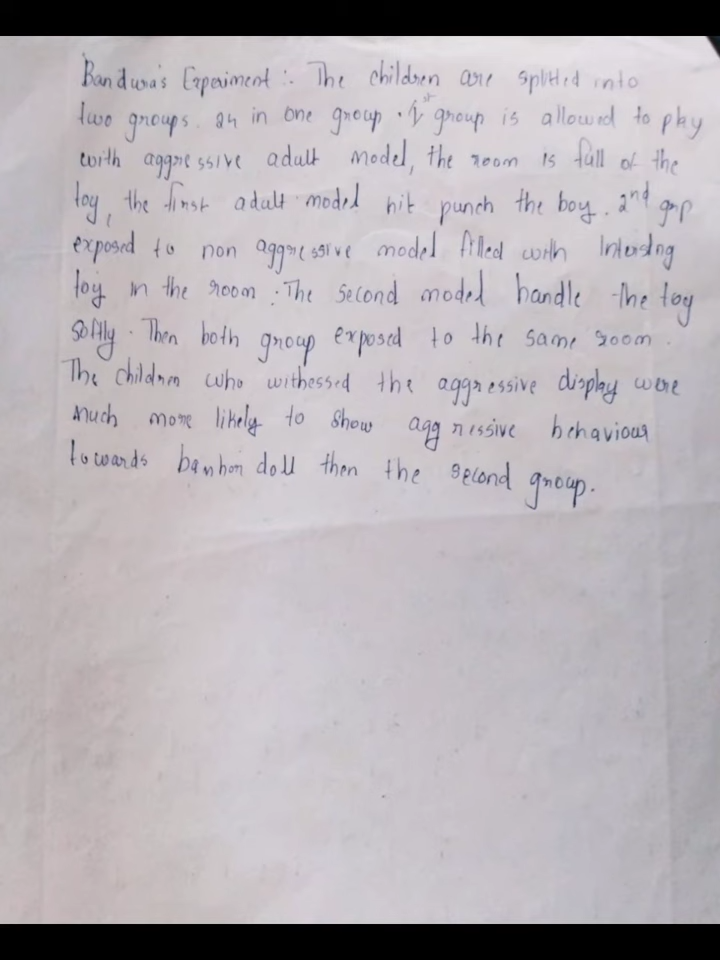 Bandura's Experiment :- The children are splitted into
two groups. 24 in one group. 1st group is allowed to play
with aggressive adult model, the room is full of the
toy, the first adult model hit punch the boy. 2nd grp
exposed to non aggressive model filled with Intersting
toy in the room. The second model handle the toy
softly. Then both group exposed to the same room.
The children who withessed the aggressive display were
much more likely to show aggressive behaviour
towards doll then the second group.